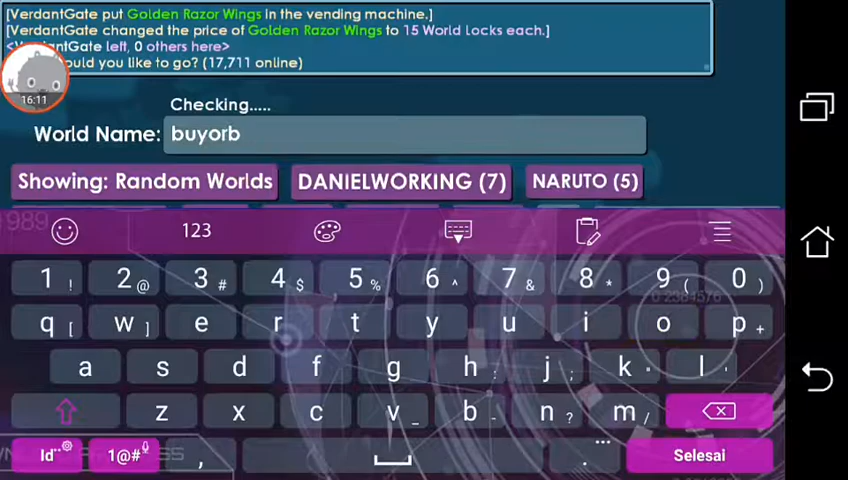 [VerdantGate put Golden Razor Wings in the vending machine.]
[VerdantGate changed the price of Golden Razor Wings to 15 World Locks each.]
<VerdantGate left, 0 others here>
ould you like to go? (17,711 online)
16:11
Checking.....
World Name: buyorb
Showing: Random Worlds DANIELWORKING (7) NARUTO (5)
123
1 ! 2 @ 3 # 4 $ 5 % 6 ^ 7 & 8 * 9 ( 0 )
q [ w ] e r t y u i o p +
a s d f g h : j ; k " l '
z x c v _ b - n ? m /
Id 1@# , . ... Selesai